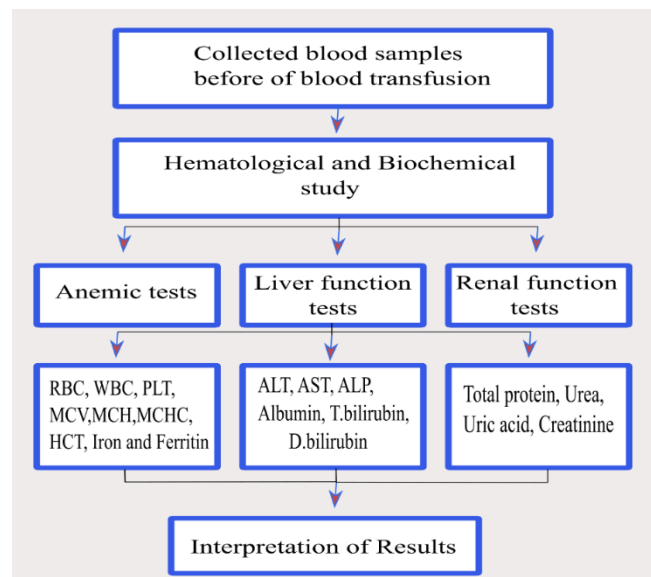 Collected blood samples
before of blood transfusion
Hematological and Biochemical
study
Anemic tests
Liver function
tests
Renal function
tests
RBC, WBC, PLT,
MCV,MCH,MCHC,
HCT, Iron and Ferritin
ALT, AST, ALP,
Albumin, T.bilirubin,
D.bilirubin
Total protein, Urea,
Uric acid, Creatinine
Interpretation of Results